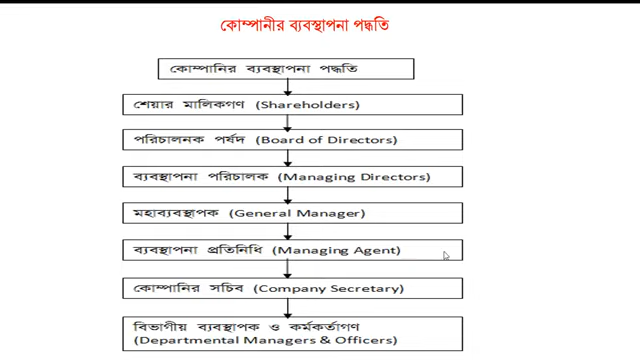 কোম্পানীর ব্যবস্থাপনা পদ্ধতি
কোম্পানির ব্যবস্থাপনা পদ্ধতি
শেয়ার মালিকগণ (Shareholders)
পরিচালনক পর্ষদ (Board of Directors)
ব্যবস্থাপনা পরিচালক (Managing Directors)
মহাব্যবস্থাপক (General Manager)
ব্যবস্থাপনা প্রতিনিধি (Managing Agent)
কোম্পানির সচিব (Company Secretary)
বিভাগীয় ব্যবস্থাপক ও কর্মকর্তাগণ
(Departmental Managers & Officers)